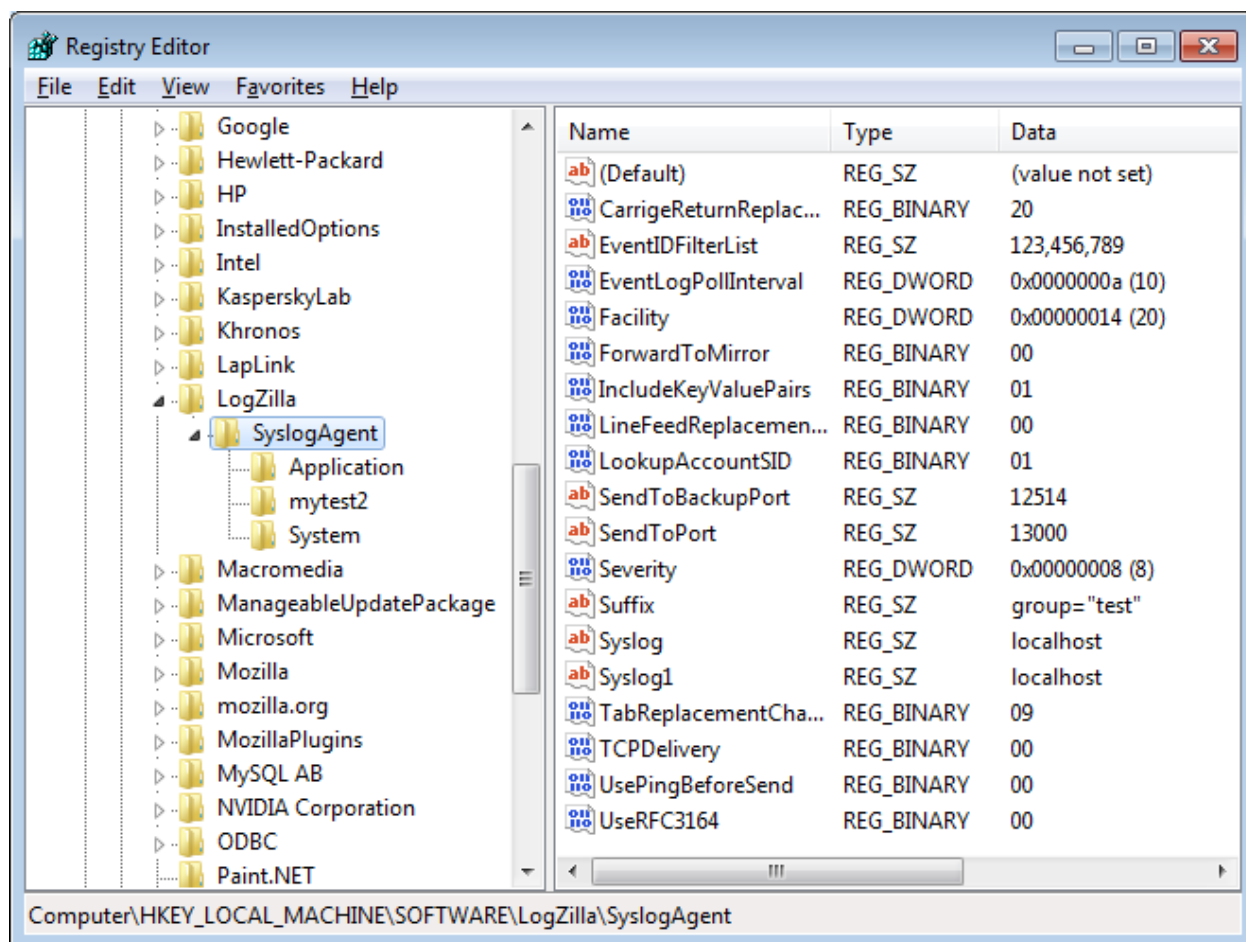 Registry Editor
File Edit View Favorites Help
Google
Hewlett-Packard
HP
InstalledOptions
Intel
KasperskyLab
Khronos
LapLink
LogZilla
SyslogAgent
Application
mytest2
System
Macromedia
ManageableUpdatePackage
Microsoft
Mozilla
mozilla.org
MozillaPlugins
MySQL AB
NVIDIA Corporation
ODBC
Paint.NET
Name Type Data
(Default) REG_SZ (value not set)
CarrigeReturnReplac... REG_BINARY 20
EventIDFilterList REG_SZ 123,456,789
EventLogPollInterval REG_DWORD 0x0000000a (10)
Facility REG_DWORD 0x00000014 (20)
ForwardToMirror REG_BINARY 00
IncludeKeyValuePairs REG_BINARY 01
LineFeedReplacemen... REG_BINARY 00
LookupAccountSID REG_BINARY 01
SendToBackupPort REG_SZ 12514
SendToPort REG_SZ 13000
Severity REG_DWORD 0x00000008 (8)
Suffix REG_SZ group="test"
Syslog REG_SZ localhost
Syslog1 REG_SZ localhost
TabReplacementCha... REG_BINARY 09
TCPDelivery REG_BINARY 00
UsePingBeforeSend REG_BINARY 00
UseRFC3164 REG_BINARY 00
Computer\HKEY_LOCAL_MACHINE\SOFTWARE\LogZilla\SyslogAgent